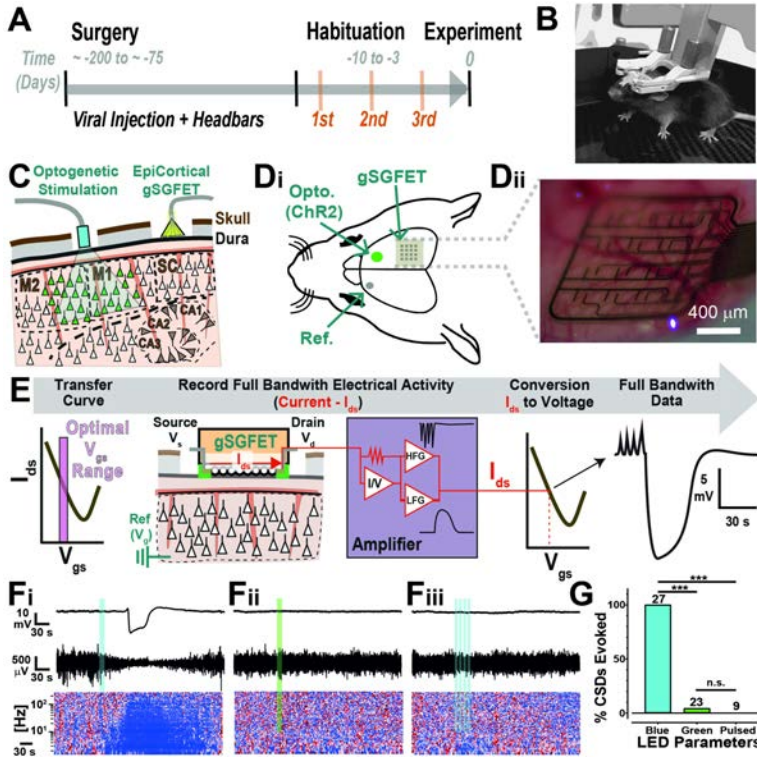 A
Surgery
Habituation
Experiment
Time
(Days)
~ -200 to ~ -75
-10 to -3
0
Viral Injection + Headbars
1st
2nd
3rd
B
C
Optogenetic
Stimulation
EpiCortical
gSGFET
Skull
Dura
M2
M1
SC
CA1
CA2
CA3
Di
Opto.
(ChR2)
gSGFET
Ref.
Dii
400 μm
E
Transfer
Curve
Record Full Bandwith Electrical Activity
(Current - Ids)
Conversion
Ids to Voltage
Full Bandwith
Data
Optimal
Vgs
Range
Ids
Vgs
Source
Vs
gSGFET
Ids
Drain
Vd
Ref
(Vg)
I/V
HFG
LFG
Amplifier
Ids
Vgs
5
mV
30 s
Fi
10
mV
30 s
500
μV
30 s
[Hz]
10²
10¹
30 s
Fii
Fiii
G
% CSDs Evoked
100
50
0
27
23
9
***
***
n.s.
Blue
Green
Pulsed
LED Parameters